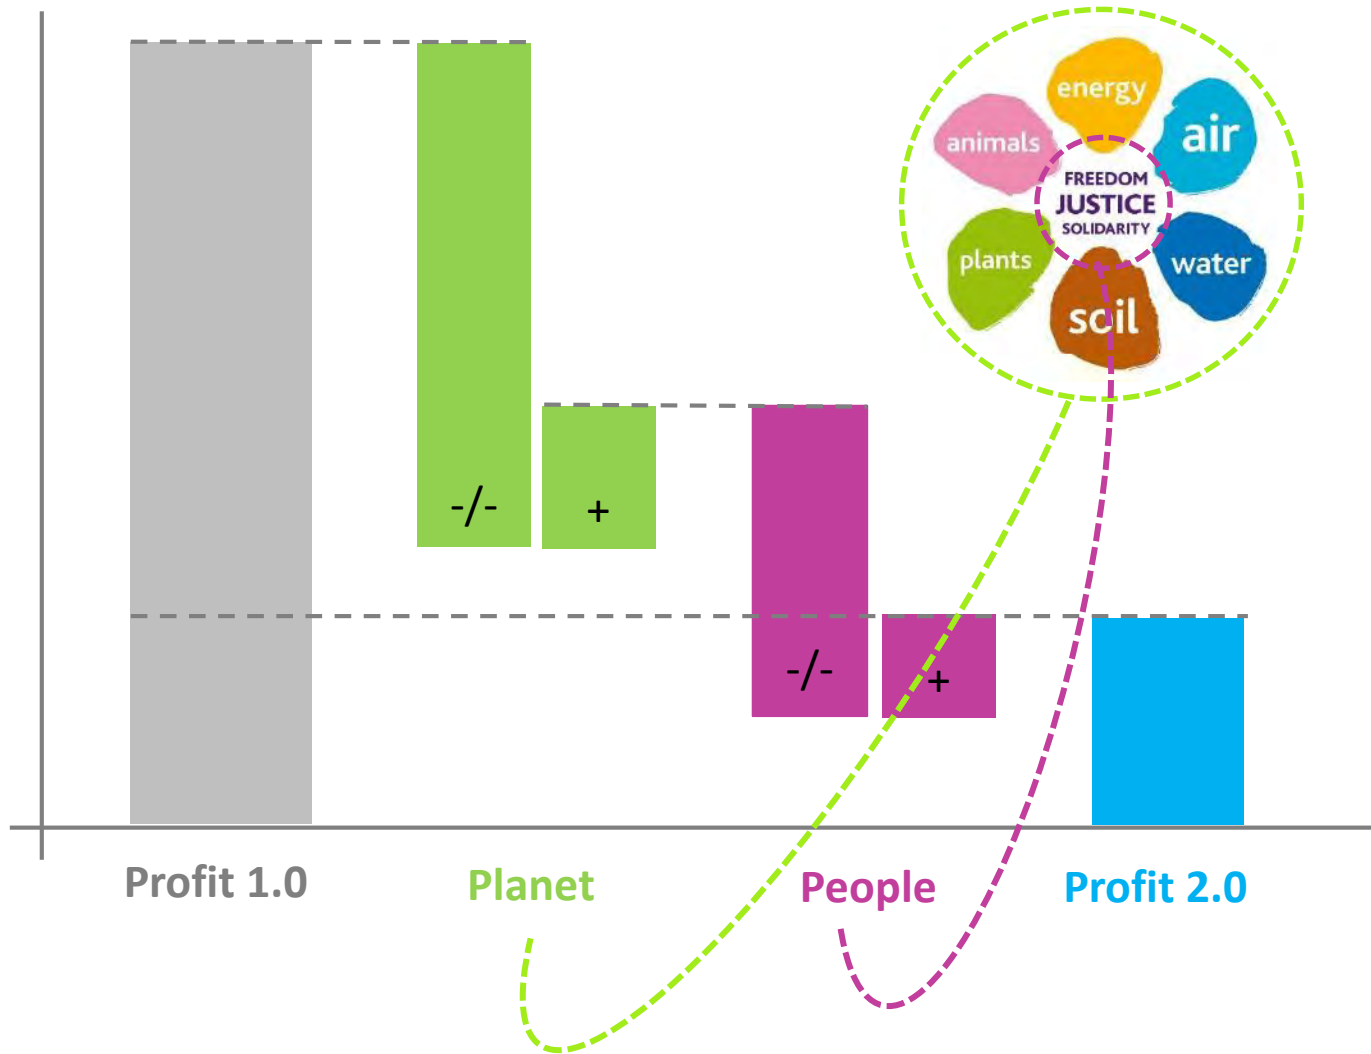 energy
animals
air
FREEDOM
JUSTICE
SOLIDARITY
plants
water
soil
-/-
+
-/-
+
Profit 1.0
Planet
People
Profit 2.0